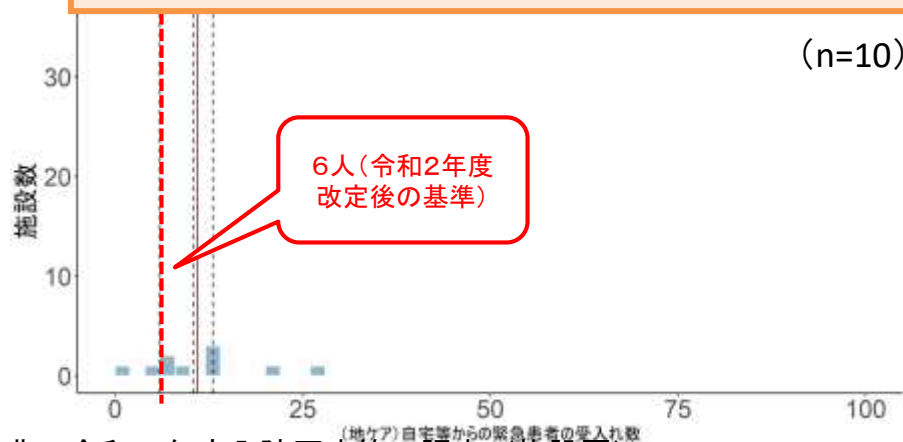 （n=10）
30
20
10
0
施設数
6人（令和2年度
改定後の基準）
0 25 50 75 100
（地ケア）自宅等からの緊急患者の受入れ数